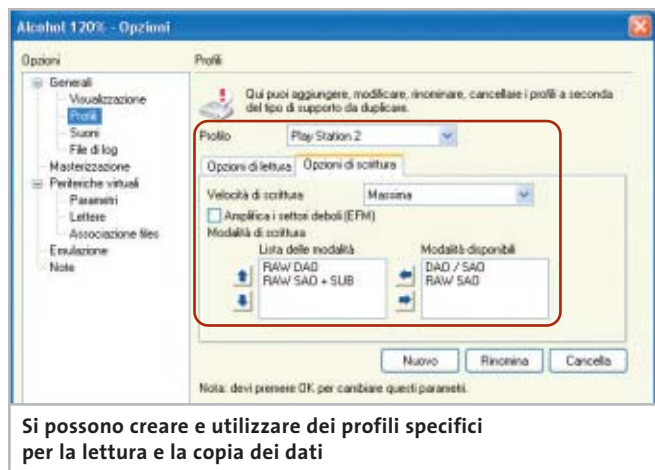 Alcohol 120% - Opzioni
Opzioni
Generali
Visualizzazione
Profili
Suoni
File di log
Masterizzazione
Periferiche virtuali
Parametri
Lettere
Associazione files
Emulazione
Note
Profili
Qui puoi aggiungere, modificare, rinominare, cancellare i profili a seconda
del tipo di supporto da duplicare.
Profilo Play Station 2
Opzioni di lettura Opzioni di scrittura
Velocità di scrittura Massima
Amplifica i settori deboli (EFM)
Modalità di scrittura
Lista delle modalità Modalità disponibili
RAW DAO DAO / SAO
RAW SAO + SUB RAW SAO
Nuovo Rinomina Cancella
Nota: devi premere OK per cambiare questi parametri.
Si possono creare e utilizzare dei profili specifici
per la lettura e la copia dei dati